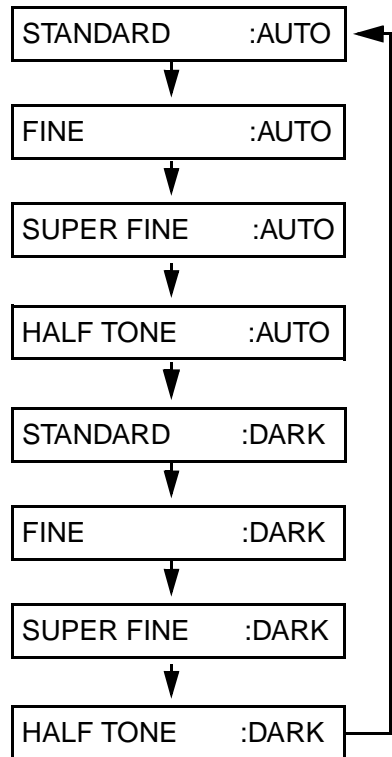 STANDARD :AUTO
FINE :AUTO
SUPER FINE :AUTO
HALF TONE :AUTO
STANDARD :DARK
FINE :DARK
SUPER FINE :DARK
HALF TONE :DARK